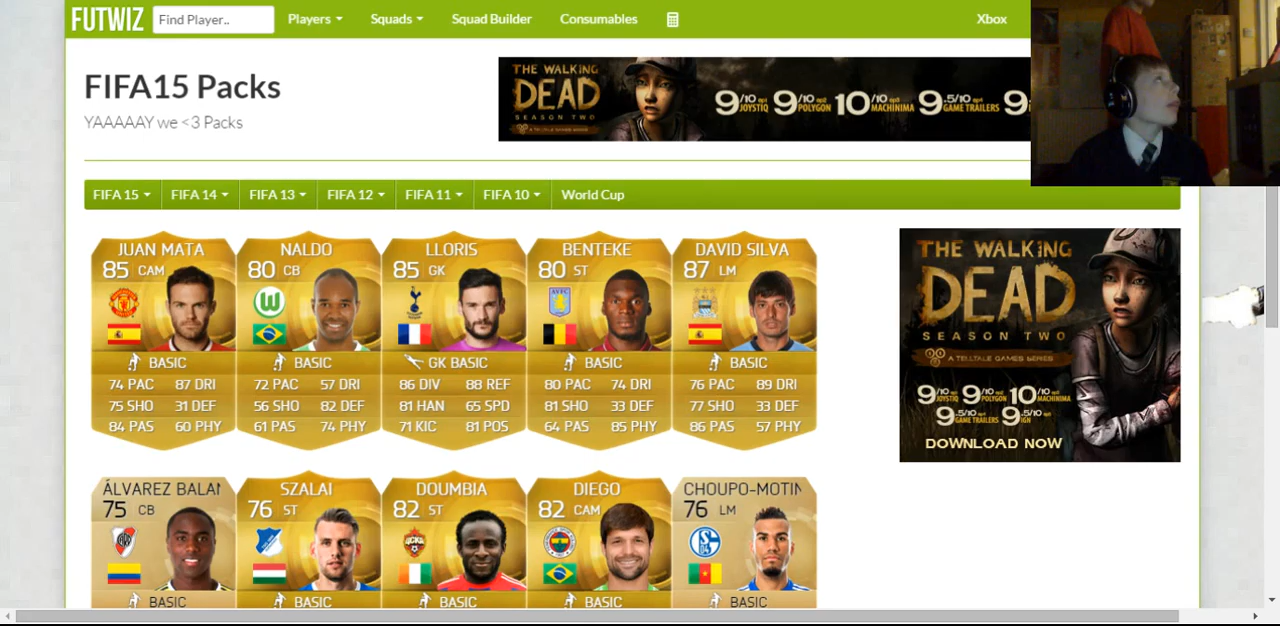 FUTWIZ Find Player.. Players Squads Squad Builder Consumables Xbox
FIFA15 Packs
YAAAAAY we <3 Packs
THE WALKING
DEAD
SEASON TWO
A TELLTALE GAMES SERIES
9/10 JOYSTIQ 9/10 POLYGON 10/10 MACHINIMA 9.5/10 GAME TRAILERS 9
FIFA 15 FIFA 14 FIFA 13 FIFA 12 FIFA 11 FIFA 10 World Cup
JUAN MATA
85 CAM
BASIC
74 PAC 87 DRI
75 SHO 31 DEF
84 PAS 60 PHY
NALDO
80 CB
BASIC
72 PAC 57 DRI
56 SHO 82 DEF
61 PAS 74 PHY
LLORIS
85 GK
GK BASIC
86 DIV 88 REF
81 HAN 65 SPD
71 KIC 81 POS
BENTEKE
80 ST
AVFC
BASIC
80 PAC 74 DRI
81 SHO 33 DEF
64 PAS 85 PHY
DAVID SILVA
87 LM
BASIC
76 PAC 89 DRI
77 SHO 33 DEF
86 PAS 57 PHY
THE WALKING
DEAD
SEASON TWO
A TELLTALE GAMES SERIES
9/10 JOYSTIQ 9/10 POLYGON 10/10 MACHINIMA
9.5/10 GAME TRAILERS 9.5/10 IGN
DOWNLOAD NOW
ÁLVAREZ BALAN
75 CB
BASIC
SZALAI
76 ST
BASIC
DOUMBIA
82 ST
BASIC
DIEGO
82 CAM
BASIC
CHOUPO-MOTIN
76 LM
BASIC